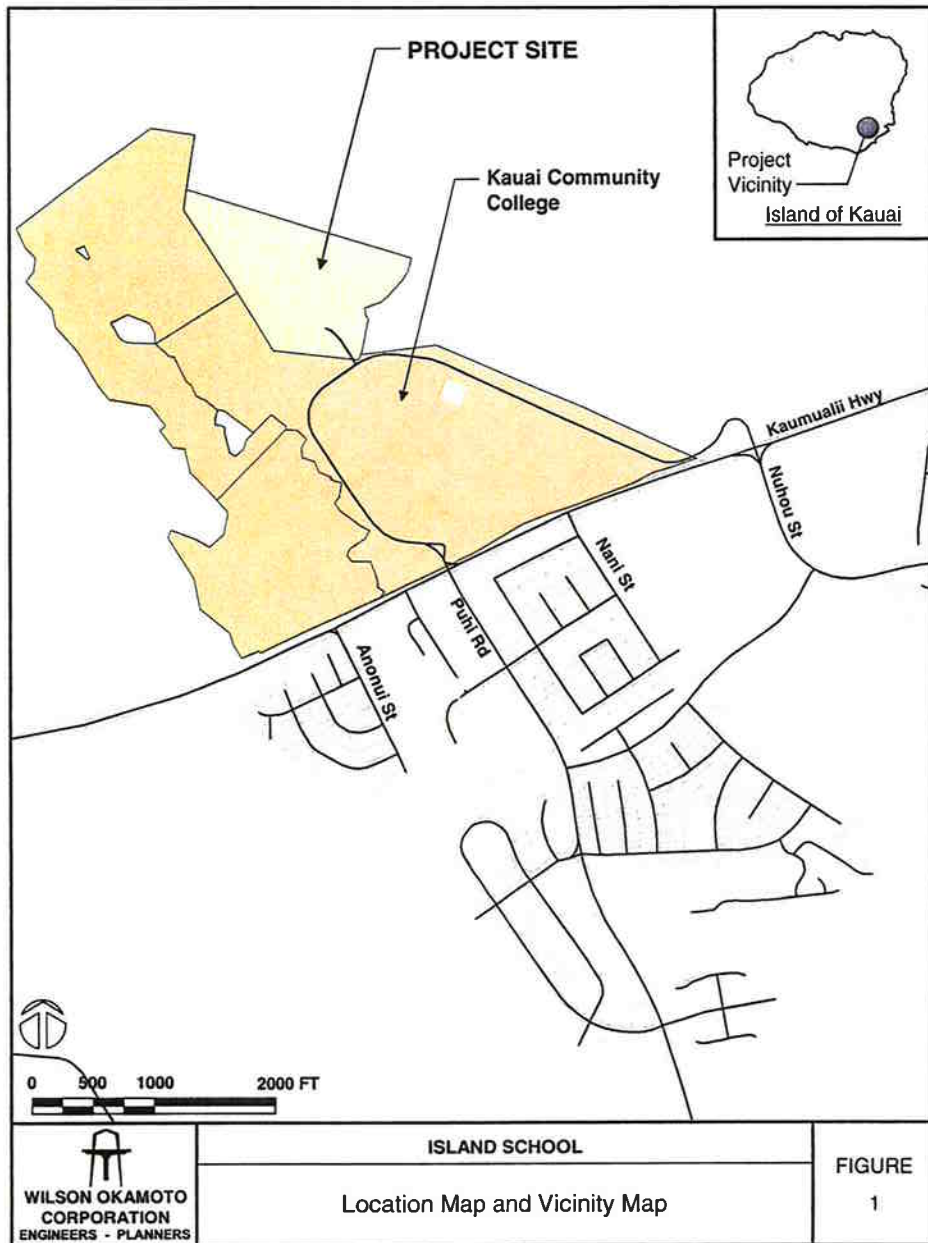 PROJECT SITE
Kauai Community
College
Project
Vicinity
Island of Kauai
Kaumualii Hwy
Nuhou St
Nani St
Puhi Rd
Anonui St
0 500 1000 2000 FT
WILSON OKAMOTO
CORPORATION
ENGINEERS - PLANNERS
ISLAND SCHOOL
Location Map and Vicinity Map
FIGURE
1